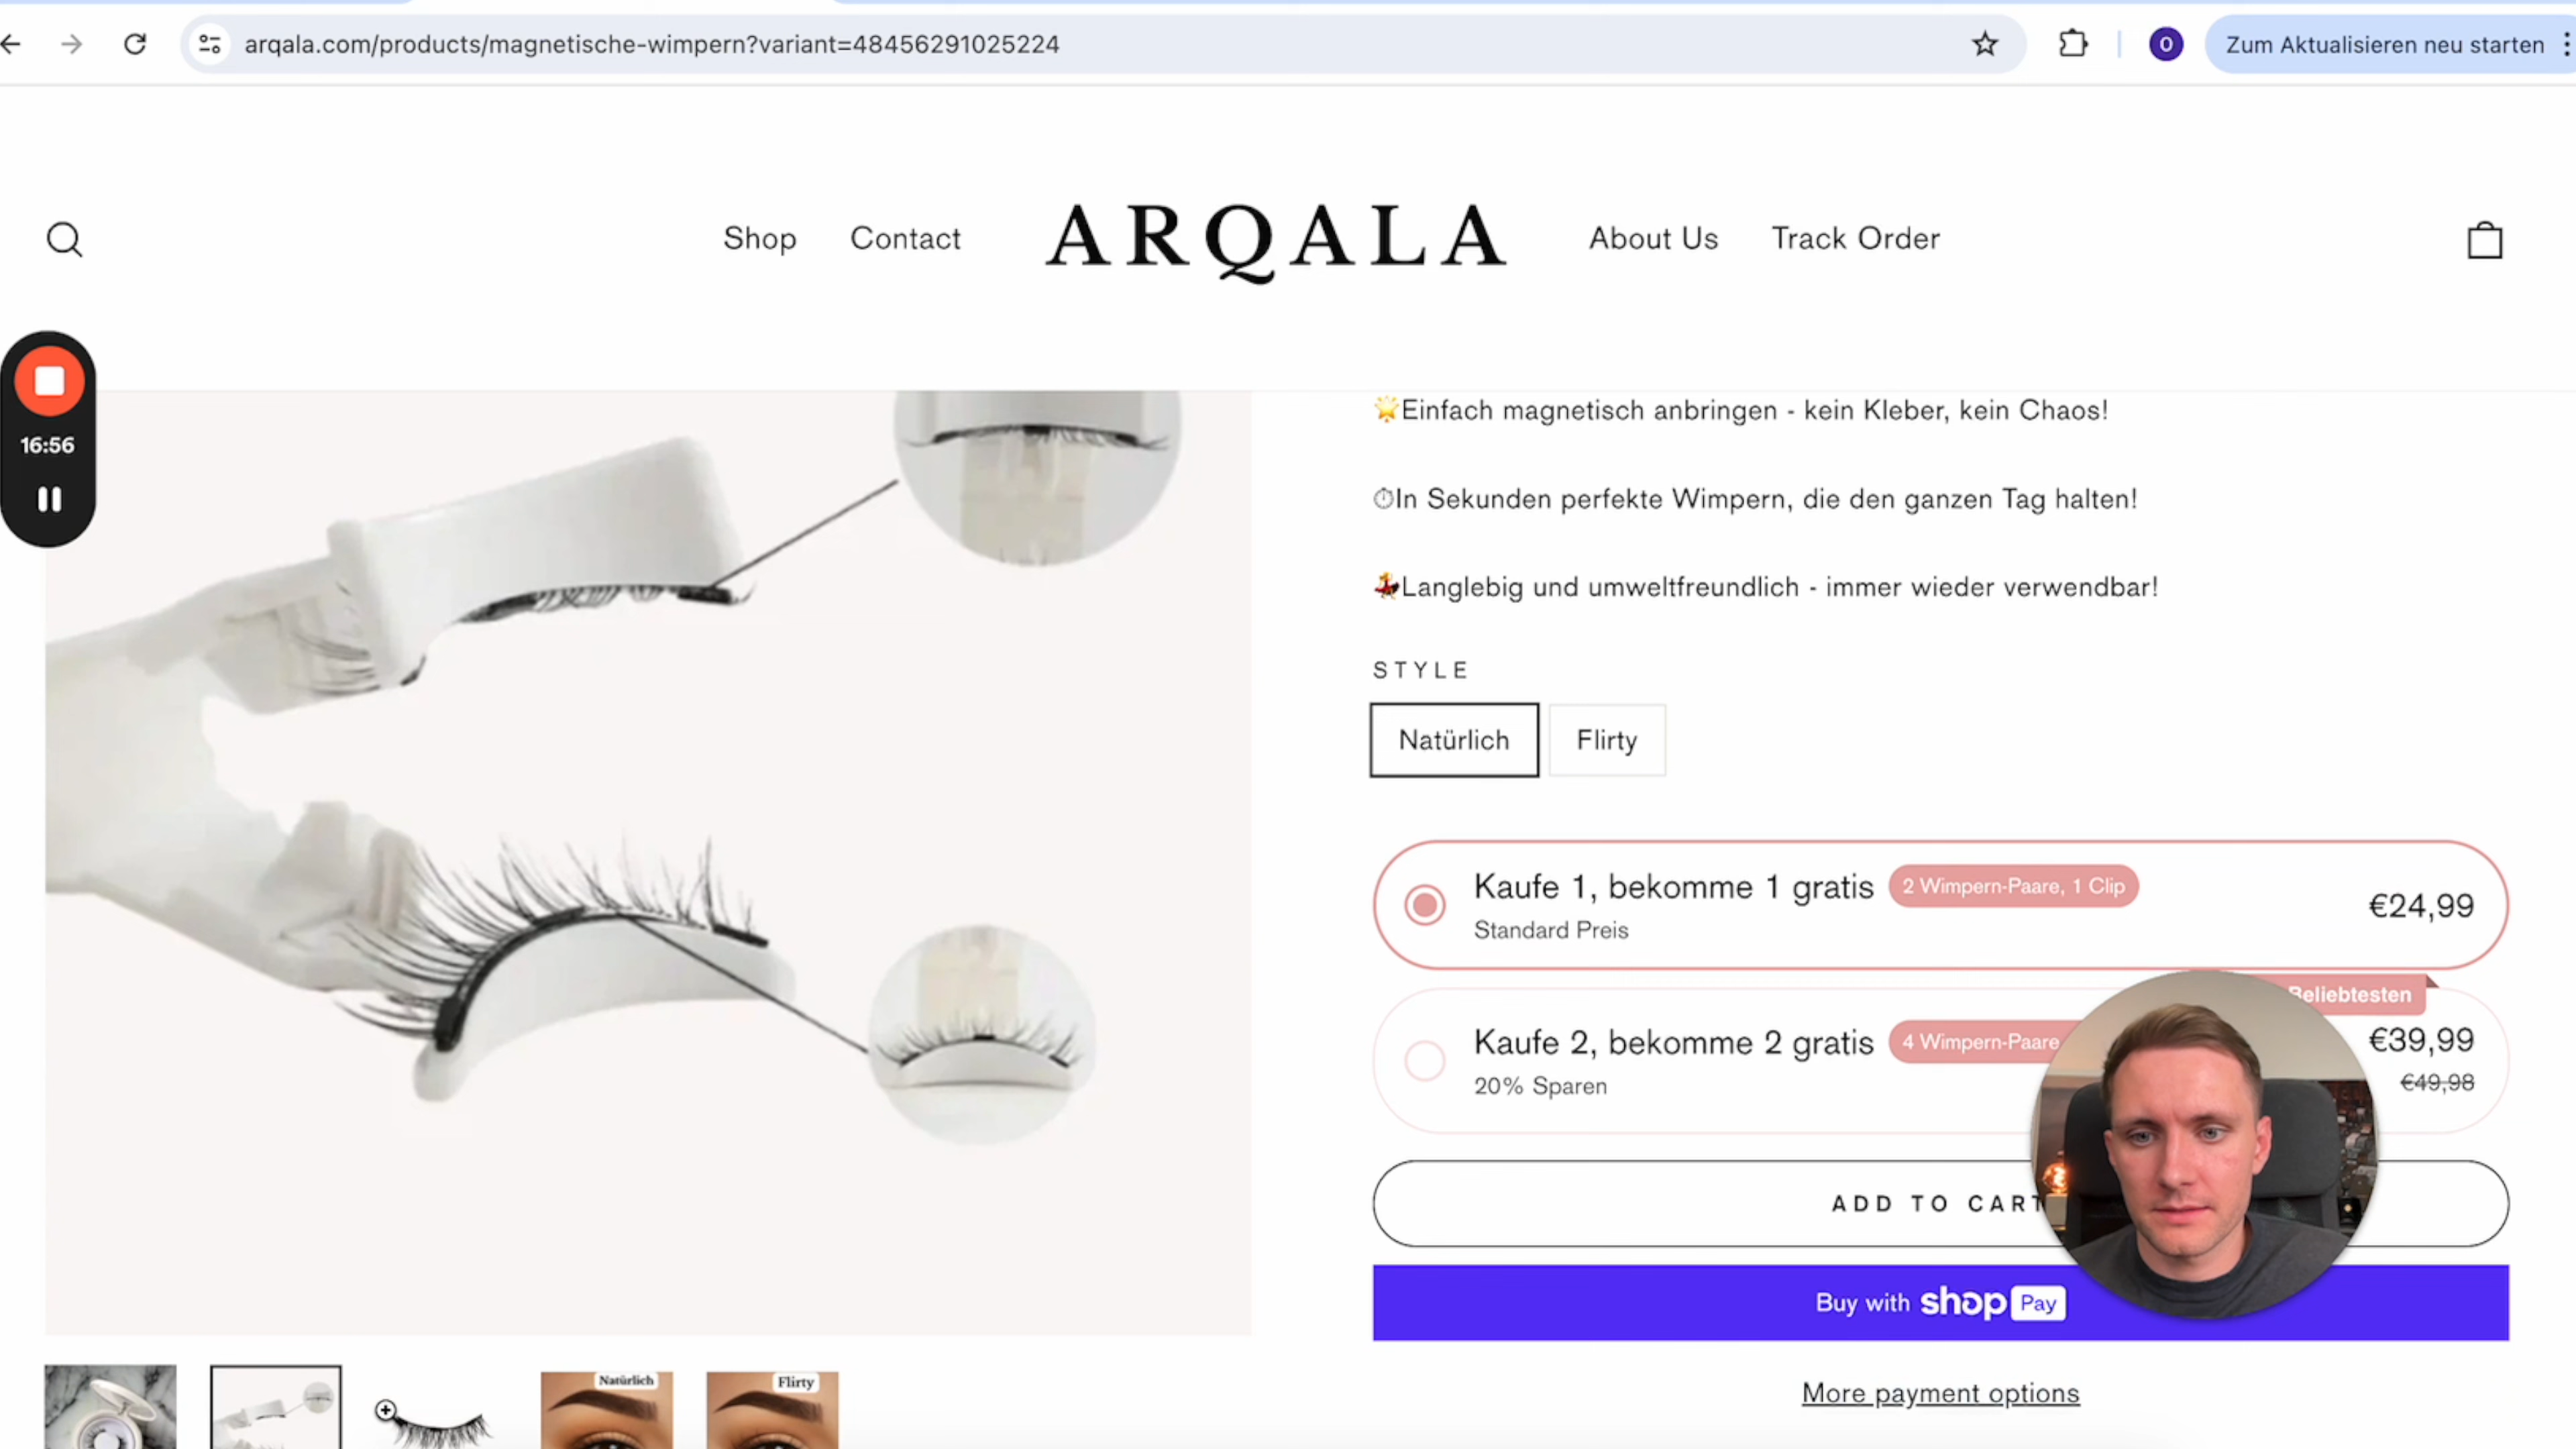 arqala.com/products/magnetische-wimpern?variant=48456291025224
O
Zum Aktualisieren neu starten
Shop
Contact
ARQALA
About Us
Track Order
16:56
🌟Einfach magnetisch anbringen - kein Kleber, kein Chaos!
⏱In Sekunden perfekte Wimpern, die den ganzen Tag halten!
💃Langlebig und umweltfreundlich - immer wieder verwendbar!
STYLE
Natürlich
Flirty
Kaufe 1, bekomme 1 gratis
2 Wimpern-Paare, 1 Clip
€24,99
Standard Preis
Beliebtesten
Kaufe 2, bekomme 2 gratis
4 Wimpern-Paare
€39,99
20% Sparen
€49,98
ADD TO CART
Buy with shop Pay
More payment options
Natürlich
Flirty